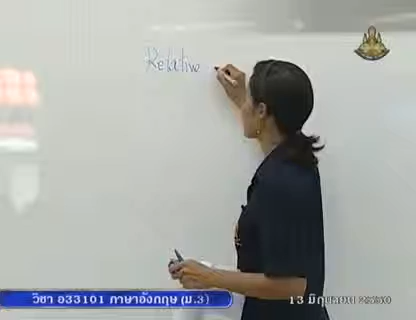 Relative
วิชา อ33101 ภาษาอังกฤษ (ม.3)
13 มิถุนายน 2550